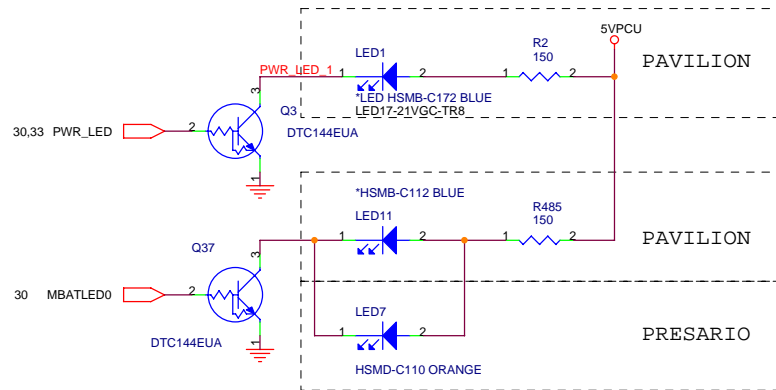 5VPCU
LED1
R2
150
PAVILION
PWR_LED_1
1
2
1
2
*LED HSMB-C172 BLUE
LED17-21VGC-TR8
3
Q3
30,33 PWR_LED
2
DTC144EUA
1
*HSMB-C112 BLUE
LED11
R485
150
PAVILION
1
2
1
2
Q37
3
30 MBATLED0
2
LED7
1
2
PRESARIO
DTC144EUA
1
HSMD-C110 ORANGE